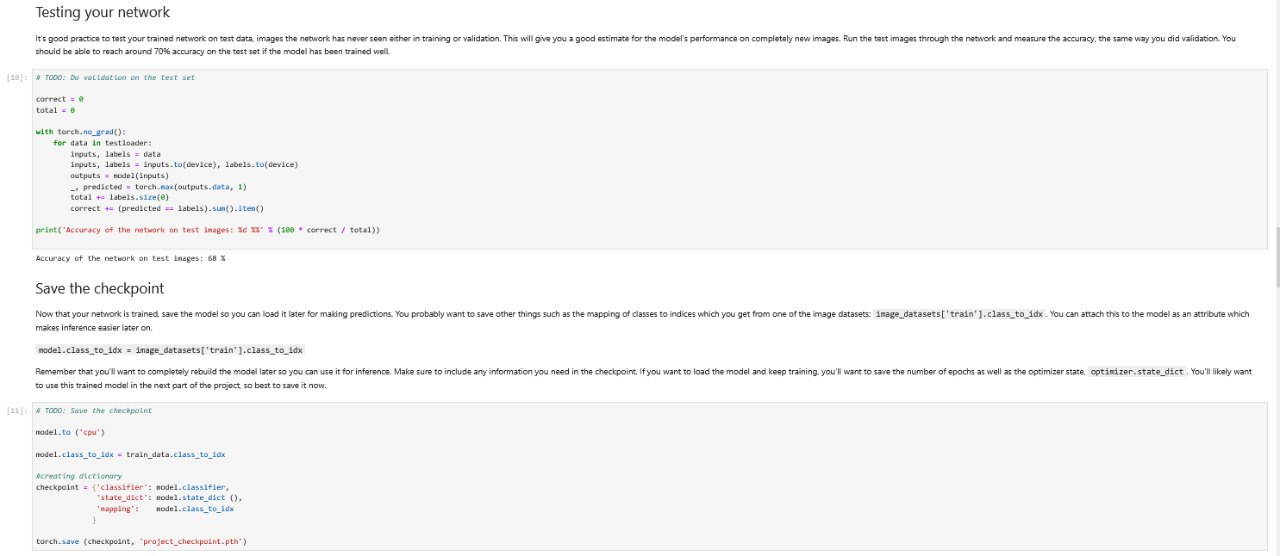 Testing your network
It's good practice to test your trained network on test data, images the network has never seen either in training or validation. This will give you a good estimate for the model's performance on completely new images. Run the test images through the network and measure the accuracy, the same way you did validation. You
should be able to reach around 70% accuracy on the test set if the model has been trained well.
[10]: # TODO: Do validation on the test set
correct = 0
total = 0
with torch.no_grad():
    for data in testloader:
        inputs, labels = data
        inputs, labels = inputs.to(device), labels.to(device)
        outputs = model(inputs)
        _, predicted = torch.max(outputs.data, 1)
        total += labels.size(0)
        correct += (predicted == labels).sum().item()
print('Accuracy of the network on test images: %d %%' % (100 * correct / total))
Accuracy of the network on test images: 68 %
Save the checkpoint
Now that your network is trained, save the model so you can load it later for making predictions. You probably want to save other things such as the mapping of classes to indices which you get from one of the image datasets: image_datasets['train'].class_to_idx . You can attach this to the model as an attribute which
makes inference easier later on.
model.class_to_idx = image_datasets['train'].class_to_idx
Remember that you'll want to completely rebuild the model later so you can use it for inference. Make sure to include any information you need in the checkpoint. If you want to load the model and keep training, you'll want to save the number of epochs as well as the optimizer state, optimizer.state_dict . You'll likely want
to use this trained model in the next part of the project, so best to save it now.
[11]: # TODO: Save the checkpoint
model.to ('cpu')
model.class_to_idx = train_data.class_to_idx
#creating dictionary
checkpoint = {'classifier': model.classifier,
              'state_dict': model.state_dict (),
              'mapping':    model.class_to_idx
             }
torch.save (checkpoint, 'project_checkpoint.pth')